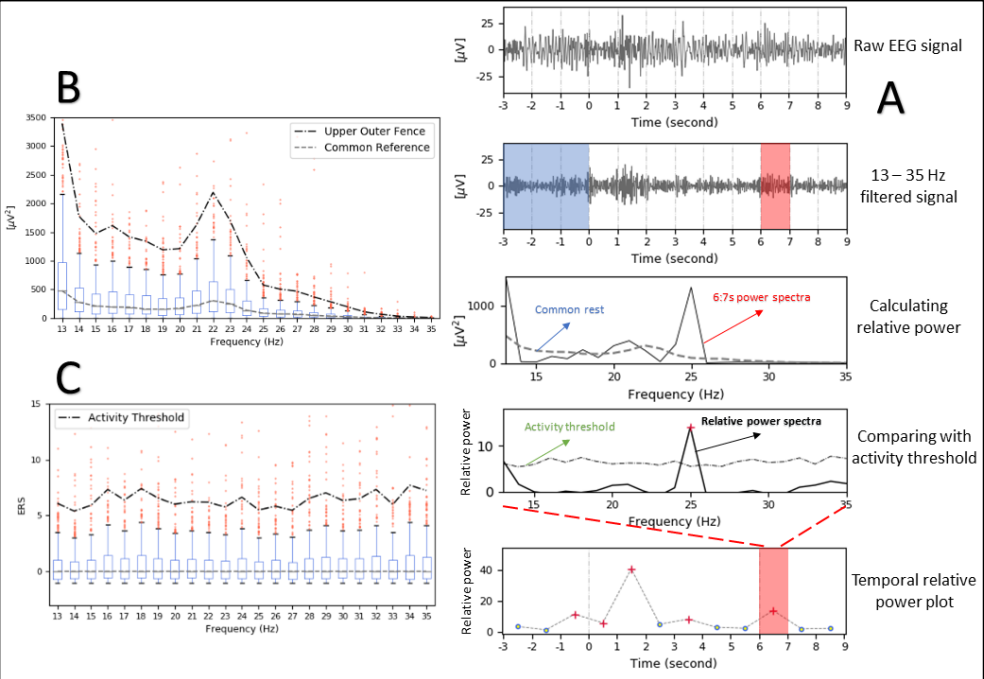 A
[µV]
25
0
-25
-3 -2 -1 0 1 2 3 4 5 6 7 8 9
Time (second)
Raw EEG signal
[µV]
25
0
-25
-3 -2 -1 0 1 2 3 4 5 6 7 8 9
Time (second)
13 – 35 Hz
filtered signal
[µV²]
1000
0
Common rest
6:7s power spectra
15 20 25 30 35
Frequency (Hz)
Calculating
relative power
Relative power
10
0
Activity threshold
Relative power spectra
15 20 25 30 35
Frequency (Hz)
Comparing with
activity threshold
Relative power
40
20
0
-3 -2 -1 0 1 2 3 4 5 6 7 8 9
Time (second)
Temporal relative
power plot
B
[µV²]
3500
3000
2500
2000
1500
1000
500
0
Upper Outer Fence
Common Reference
13 14 15 16 17 18 19 20 21 22 23 24 25 26 27 28 29 30 31 32 33 34 35
Frequency (Hz)
C
ERS
15
10
5
0
Activity Threshold
13 14 15 16 17 18 19 20 21 22 23 24 25 26 27 28 29 30 31 32 33 34 35
Frequency (Hz)